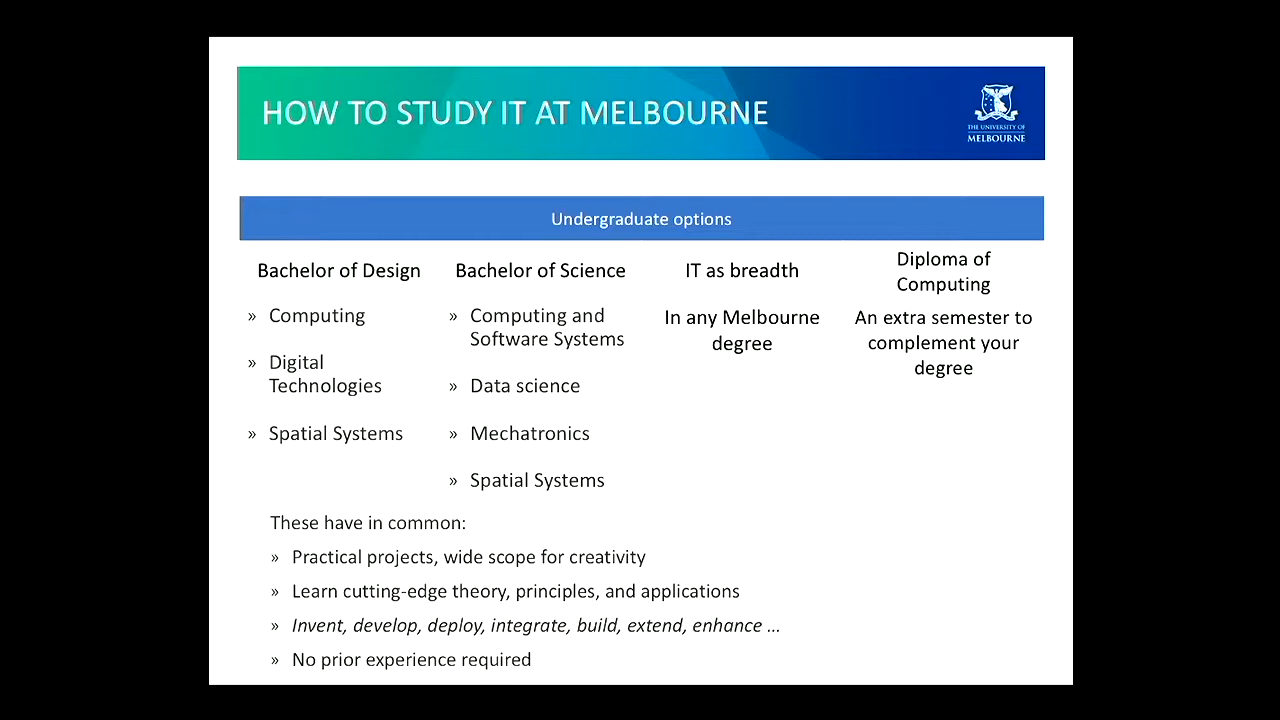 HOW TO STUDY IT AT MELBOURNE
THE UNIVERSITY OF
MELBOURNE
Undergraduate options
Bachelor of Design
» Computing
» Digital
Technologies
» Spatial Systems
Bachelor of Science
» Computing and
Software Systems
» Data science
» Mechatronics
» Spatial Systems
IT as breadth
In any Melbourne
degree
Diploma of
Computing
An extra semester to
complement your
degree
These have in common:
» Practical projects, wide scope for creativity
» Learn cutting-edge theory, principles, and applications
» Invent, develop, deploy, integrate, build, extend, enhance ...
» No prior experience required